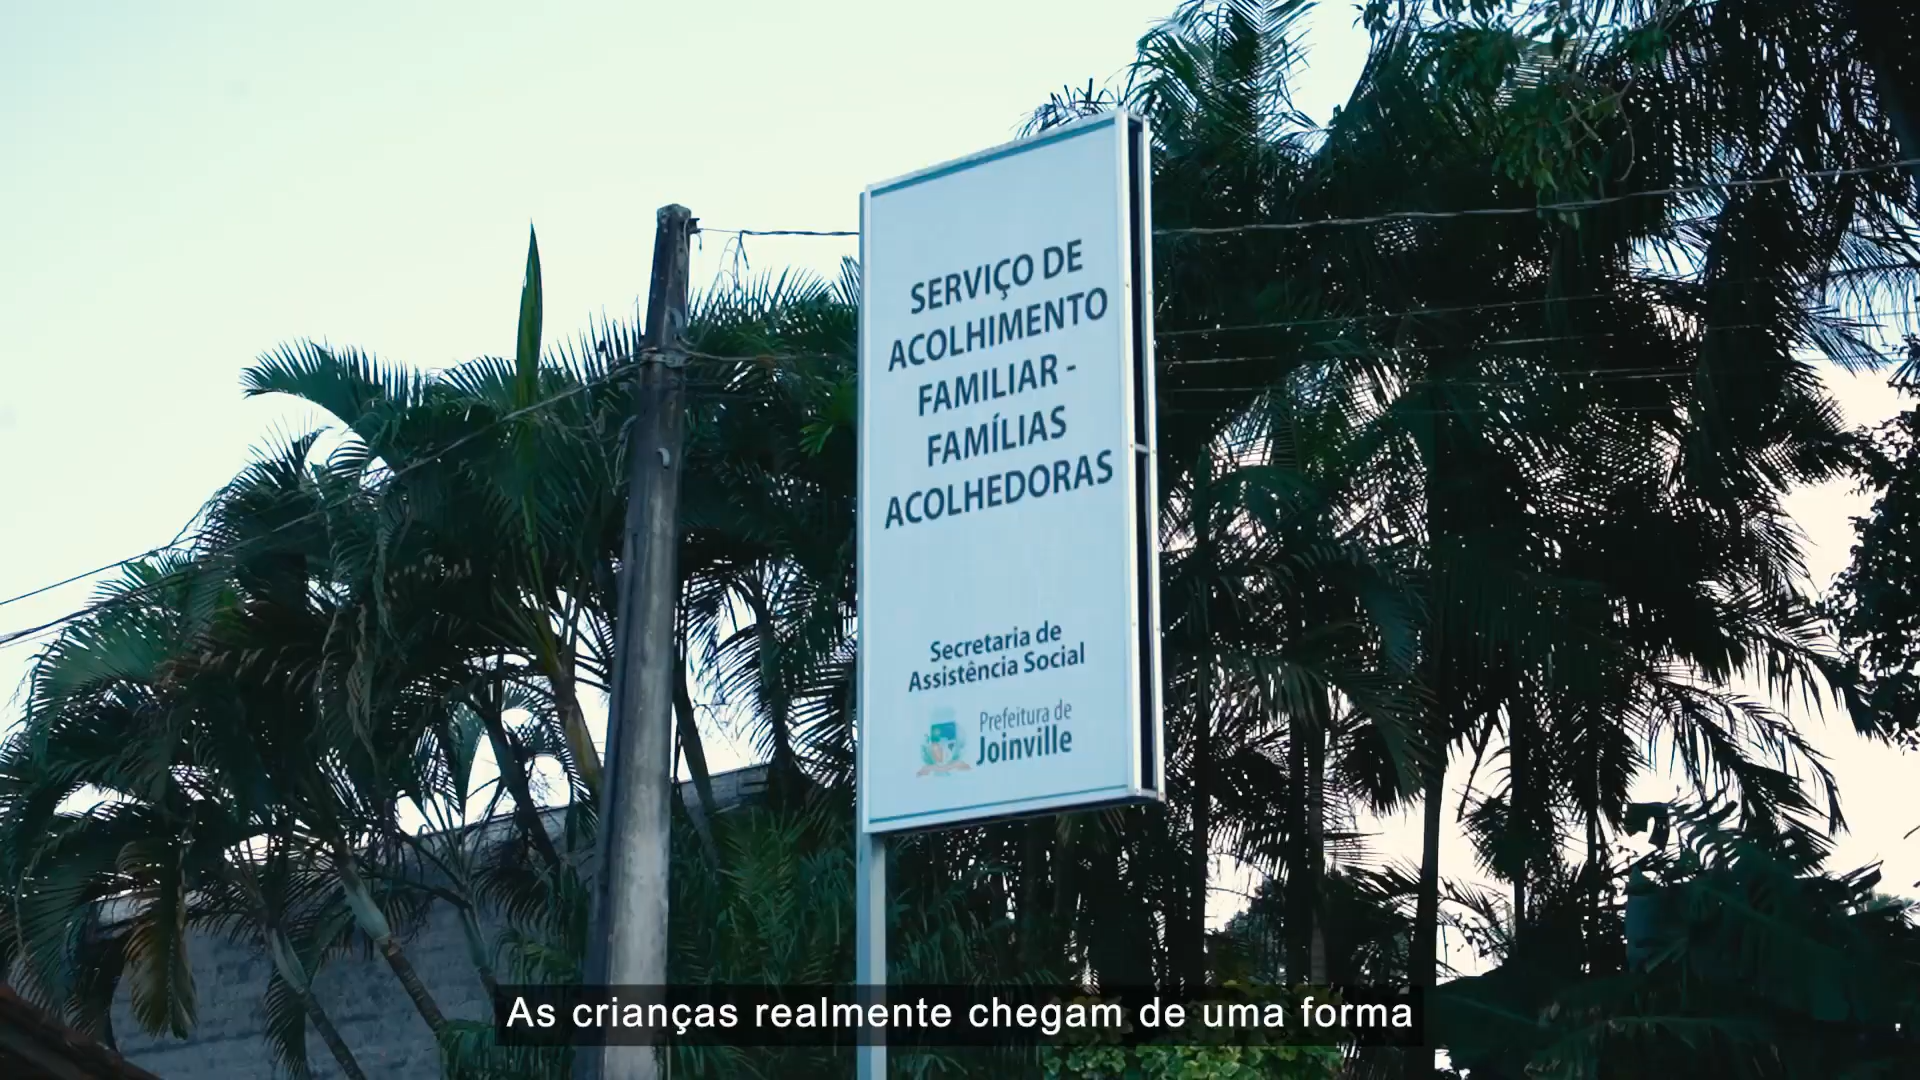 SERVIÇO DE
ACOLHIMENTO
FAMILIAR -
FAMÍLIAS
ACOLHEDORAS
Secretaria de
Assistência Social
Prefeitura de
Joinville
As crianças realmente chegam de uma forma